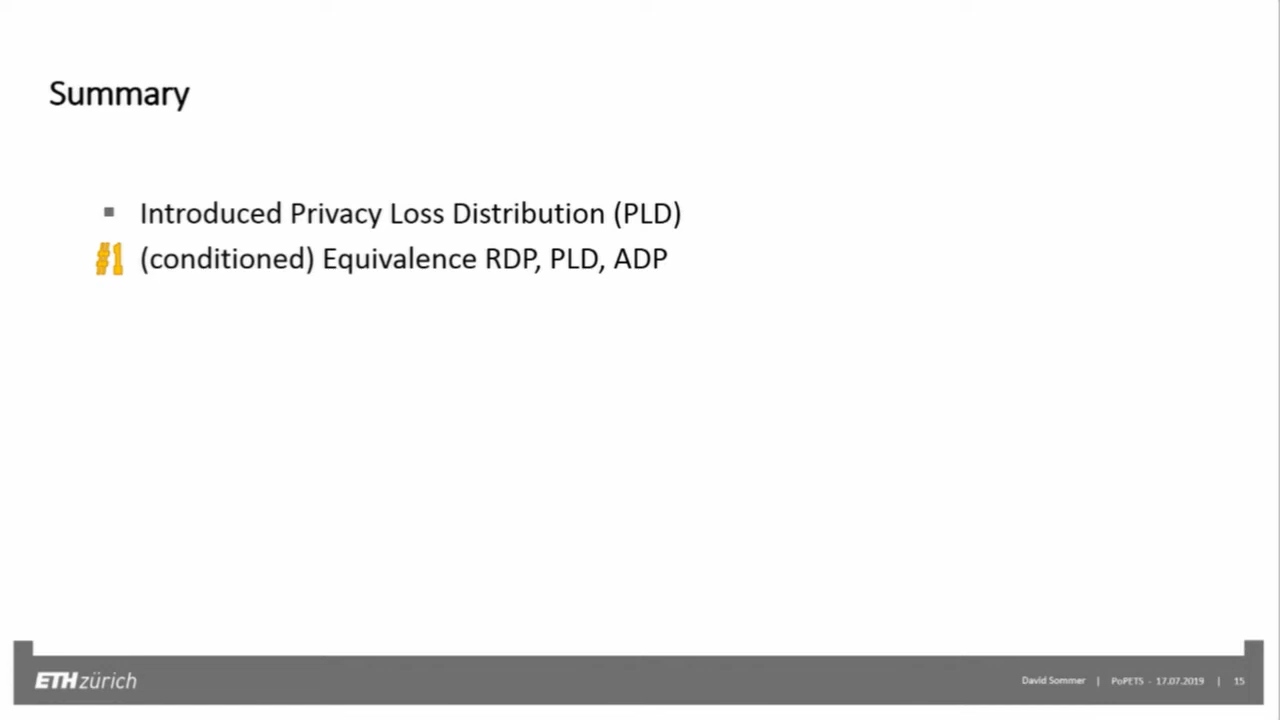 Summary
Introduced Privacy Loss Distribution (PLD)
#1 (conditioned) Equivalence RDP, PLD, ADP
ETH zürich
David Sommer | PoPETS - 17.07.2019 | 15